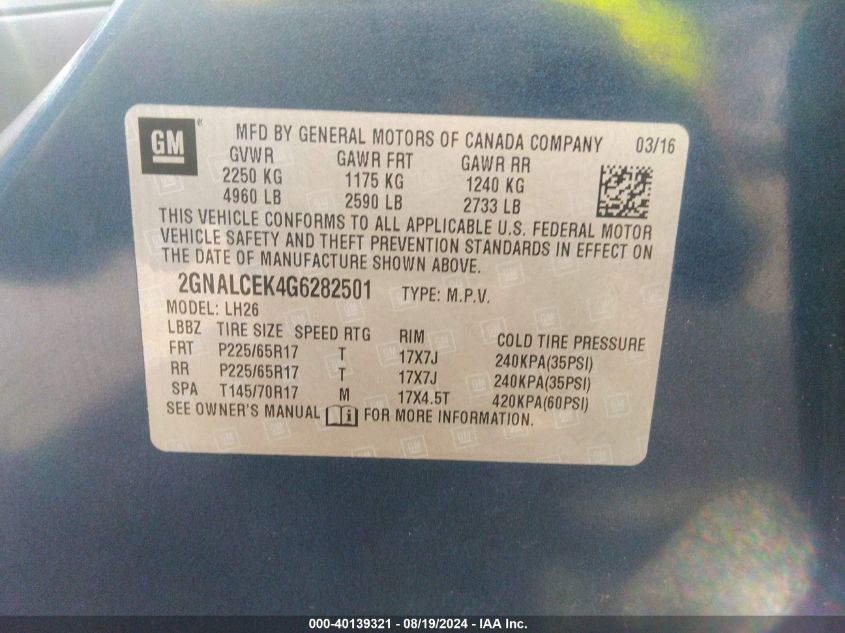 GM ® MFD BY GENERAL MOTORS OF CANADA COMPANY 03/16
GVWR GAWR FRT GAWR RR
2250 KG 1175 KG 1240 KG
4960 LB 2590 LB 2733 LB
THIS VEHICLE CONFORMS TO ALL APPLICABLE U.S. FEDERAL MOTOR
VEHICLE SAFETY AND THEFT PREVENTION STANDARDS IN EFFECT ON
THE DATE OF MANUFACTURE SHOWN ABOVE.
2GNALCEK4G6282501 TYPE: M.P.V.
MODEL: LH26
LBBZ TIRE SIZE SPEED RTG RIM COLD TIRE PRESSURE
FRT P225/65R17 T 17X7J 240KPA(35PSI)
RR P225/65R17 T 17X7J 240KPA(35PSI)
SPA T145/70R17 M 17X4.5T 420KPA(60PSI)
SEE OWNER'S MANUAL FOR MORE INFORMATION.
000-40139321 - 08/19/2024 - IAA Inc.